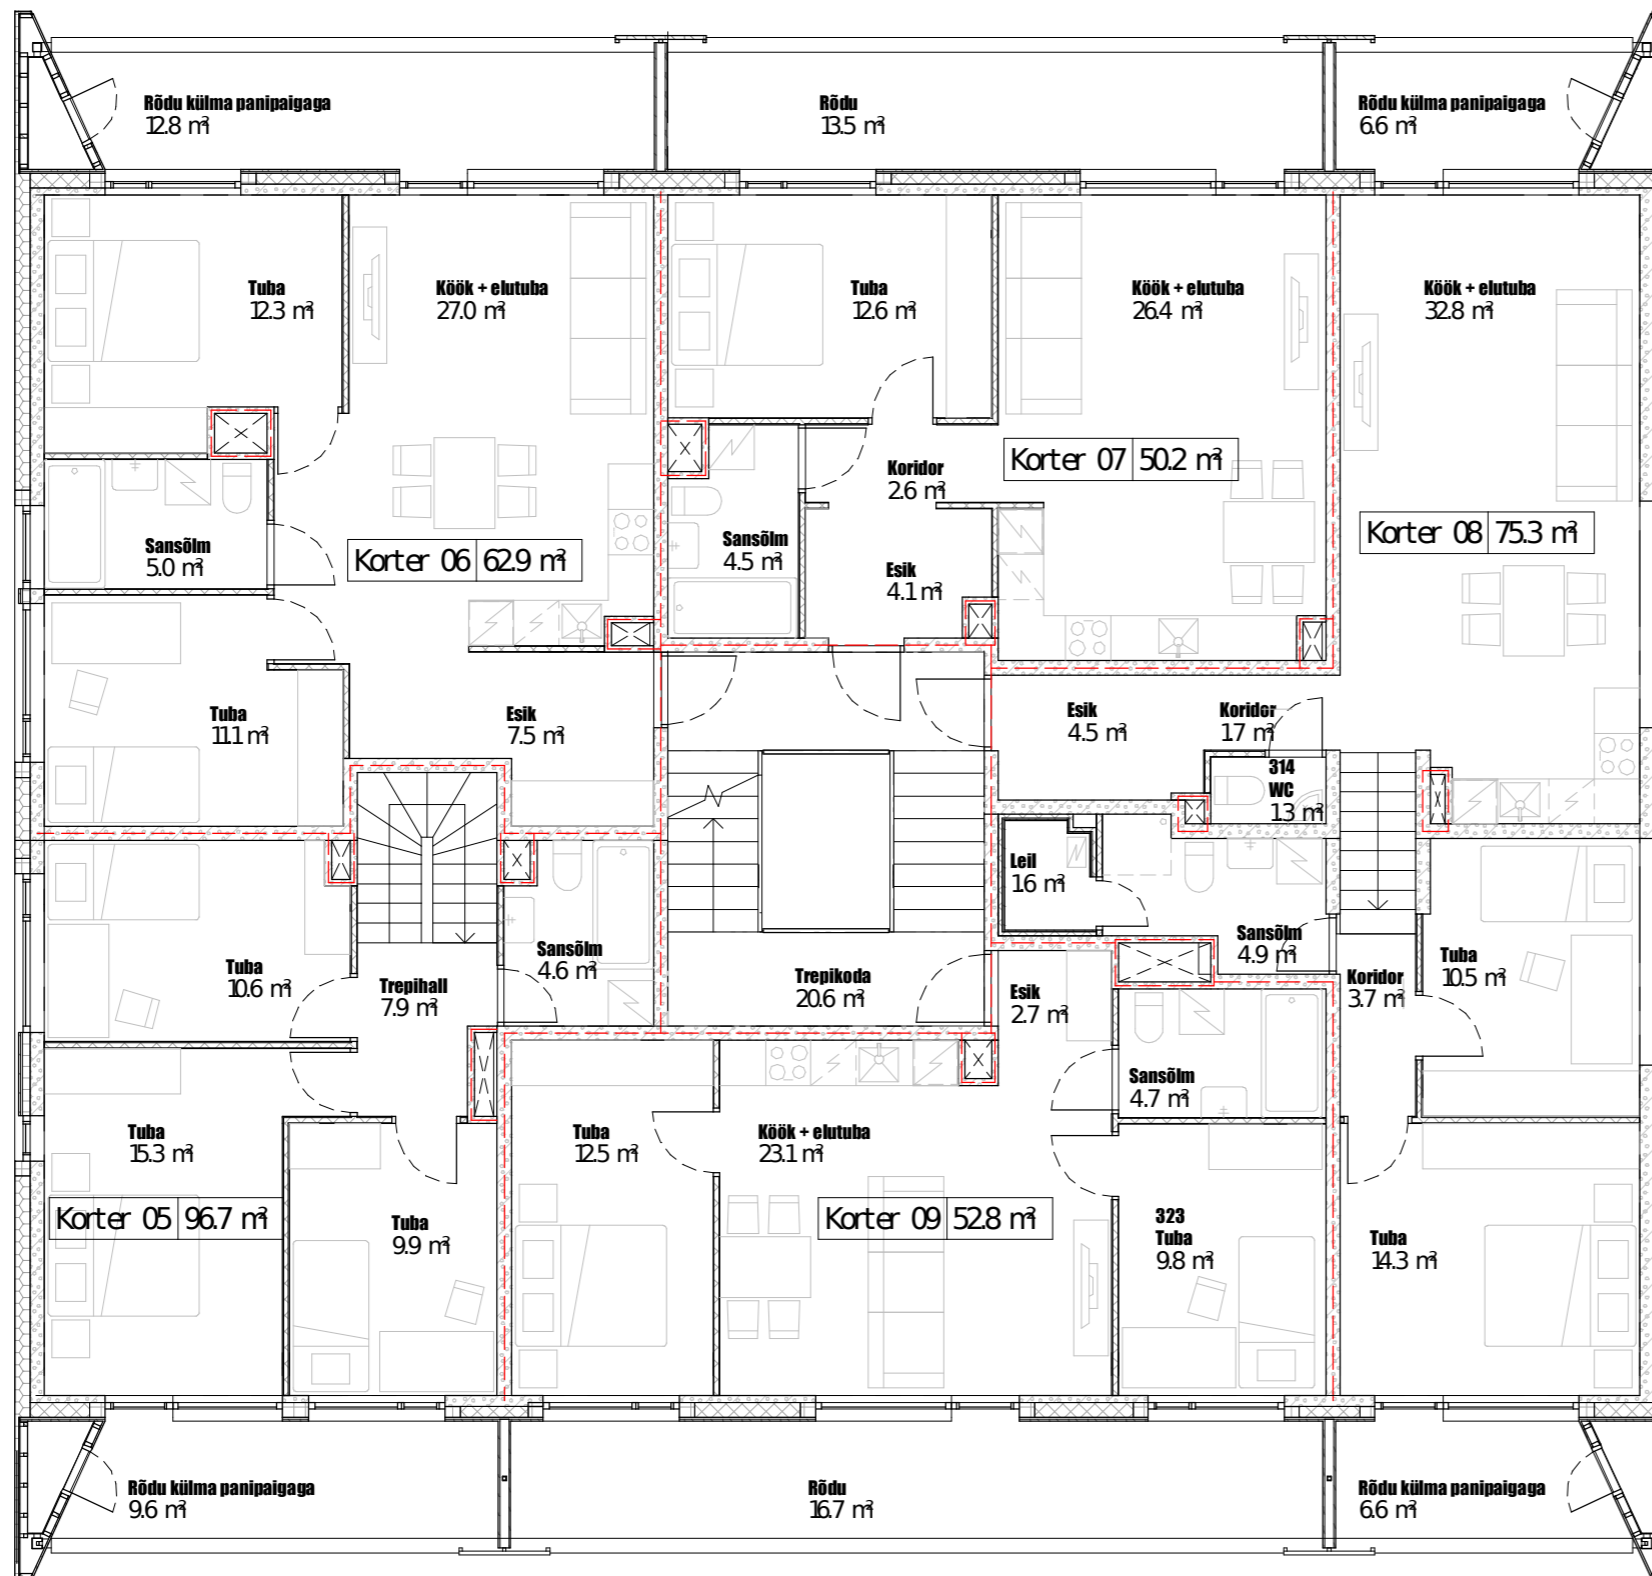 Rõdu külma panipaigaga
12.8 m²
Rõdu
13.5 m²
Rõdu külma panipaigaga
6.6 m²
Tuba
12.3 m²
Köök + elutuba
27.0 m²
Tuba
12.6 m²
Köök + elutuba
26.4 m²
Köök + elutuba
32.8 m²
Korter 07 50.2 m²
Koridor
2.6 m²
Korter 08 75.3 m²
Sansõlm
5.0 m²
Korter 06 62.9 m²
Sansõlm
4.5 m²
Esik
4.1 m²
Tuba
11.1 m²
Esik
7.5 m²
Esik
4.5 m²
Koridor
1.7 m²
314
WC
1.3 m²
Leil
1.6 m²
Tuba
10.6 m²
Trepihall
7.9 m²
Sansõlm
4.6 m²
Trepikoda
20.6 m²
Esik
2.7 m²
Sansõlm
4.9 m²
Koridor
3.7 m²
Tuba
10.5 m²
Sansõlm
4.7 m²
Tuba
15.3 m²
Tuba
12.5 m²
Köök + elutuba
23.1 m²
Korter 05 96.7 m²
Tuba
9.9 m²
Korter 09 52.8 m²
323
Tuba
9.8 m²
Tuba
14.3 m²
Rõdu külma panipaigaga
9.6 m²
Rõdu
16.7 m²
Rõdu külma panipaigaga
6.6 m²